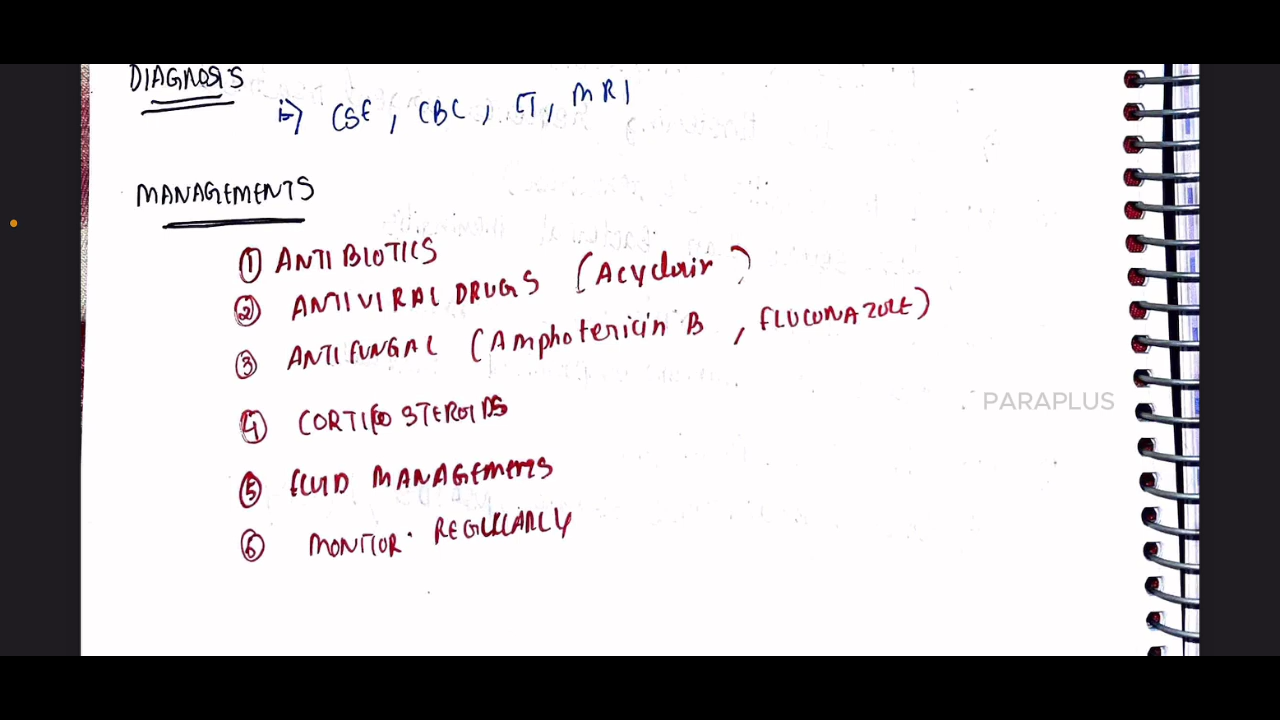 DIAGNOSIS
=> CSF, CBC, CT, MRI
MANAGEMENTS
① ANTIBIOTICS
② ANTIVIRAL DRUGS (Acyclovir)
③ ANTIFUNGAL (Amphotericin B, FLUCONAZOLE)
④ CORTICOSTEROIDS
⑤ FLUID MANAGEMENTS
⑥ MONITOR REGULARLY
PARAPLUS